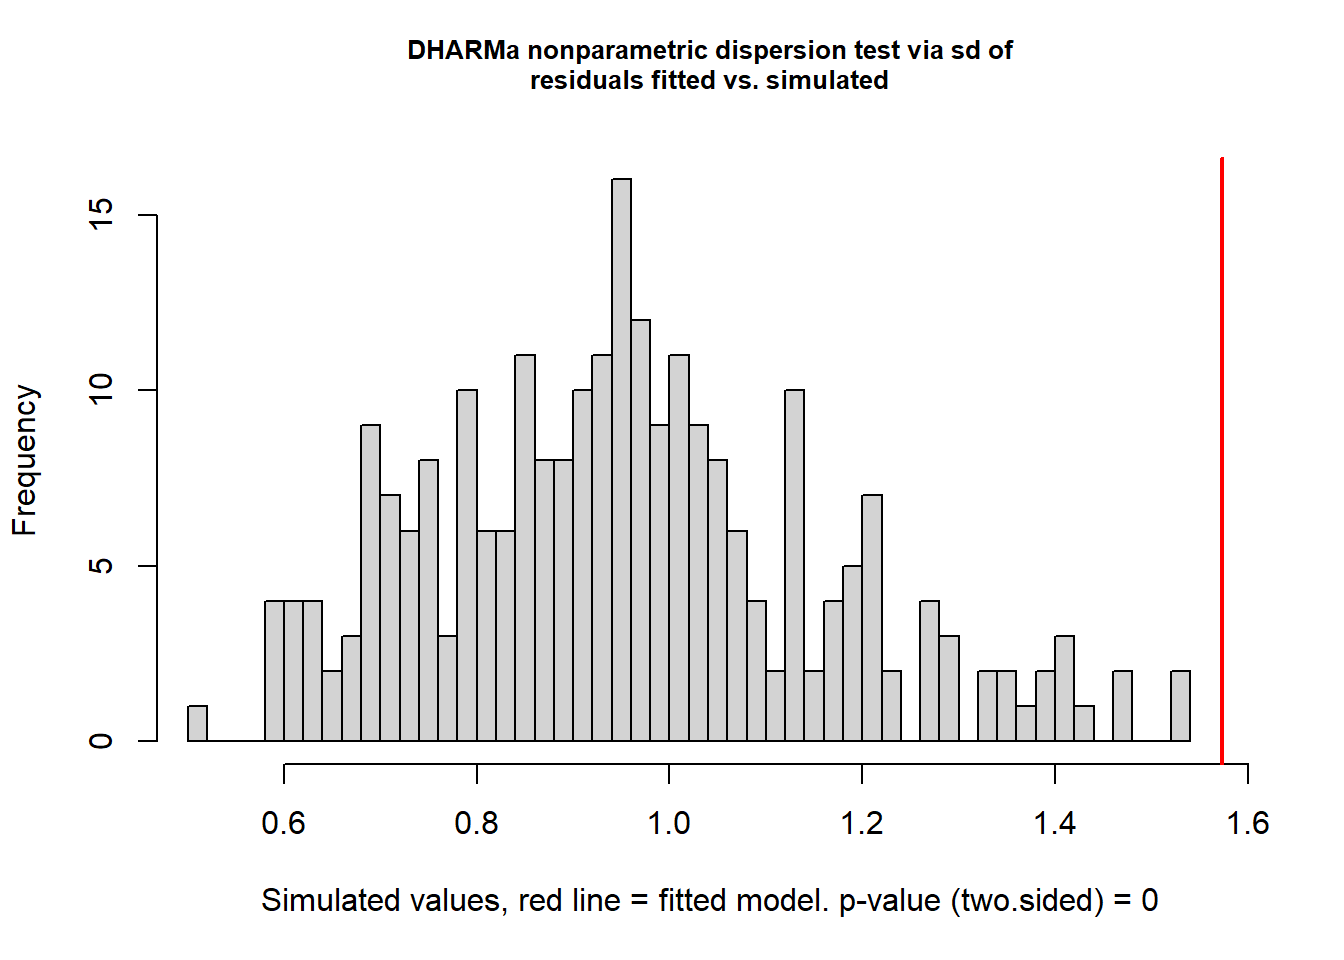 DHARMa nonparametric dispersion test via sd of
residuals fitted vs. simulated
Frequency
15
10
5
0
0.6 0.8 1.0 1.2 1.4 1.6
Simulated values, red line = fitted model. p-value (two.sided) = 0